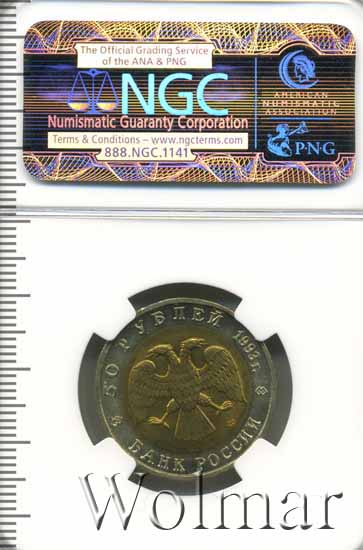 The Official Grading Service
of the ANA & PNG
NGC
Numismatic Guaranty Corporation
Terms & Conditions – www.ngcterms.com
888.NGC.1141
AMERICAN
NUMISMATIC
ASSOCIATION
PNG
50 РУБЛЕЙ 1993 г.
БАНК РОССИИ
Wolmar